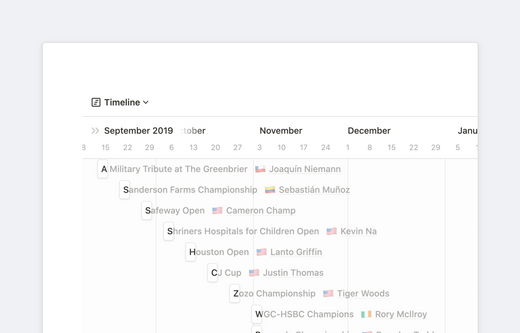 Timeline
September 2019 tober November December Janu
8 15 22 29 6 13 20 27 3 10 17 24 1 8 15 22 29 5 1
A Military Tribute at The Greenbrier 🇨🇱 Joaquín Niemann
Sanderson Farms Championship 🇨🇴 Sebastián Muñoz
Safeway Open 🇺🇸 Cameron Champ
Shriners Hospitals for Children Open 🇺🇸 Kevin Na
Houston Open 🇺🇸 Lanto Griffin
CJ Cup 🇺🇸 Justin Thomas
Zozo Championship 🇺🇸 Tiger Woods
WGC-HSBC Champions 🇮🇪 Rory McIlroy